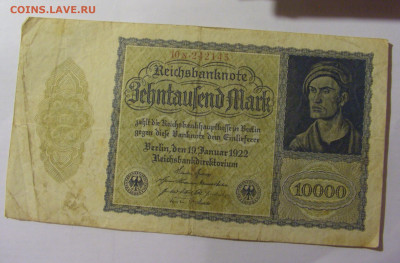 COINS.LAVE.RU
Reichsbanknote
Zehntausend Mark
zahlt die Reichsbankhauptkasse in Berlin
gegen diese Banknote dem Einlieferer
Berlin, den 19. Januar 1922
Reichsbankdirektorium
10000